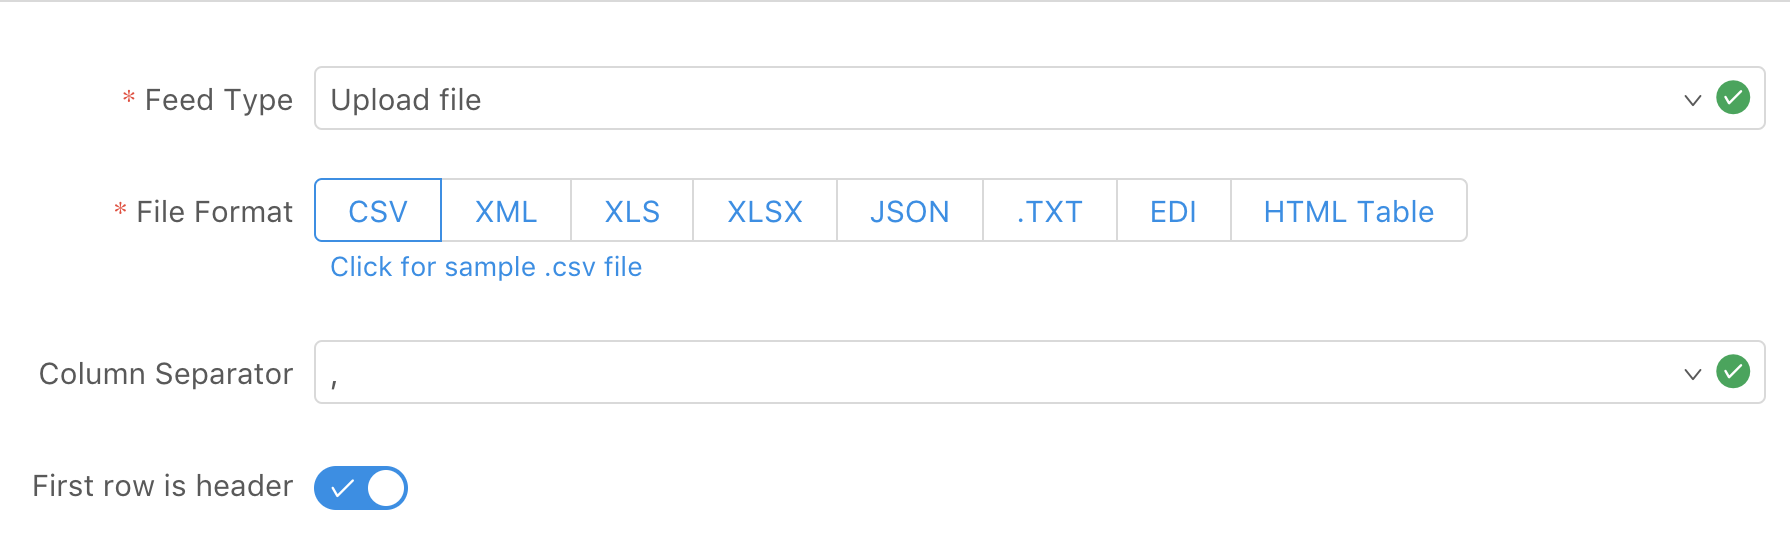 * Feed Type Upload file
* File Format CSV XML XLS XLSX JSON .TXT EDI HTML Table
Click for sample .csv file
Column Separator ,
First row is header